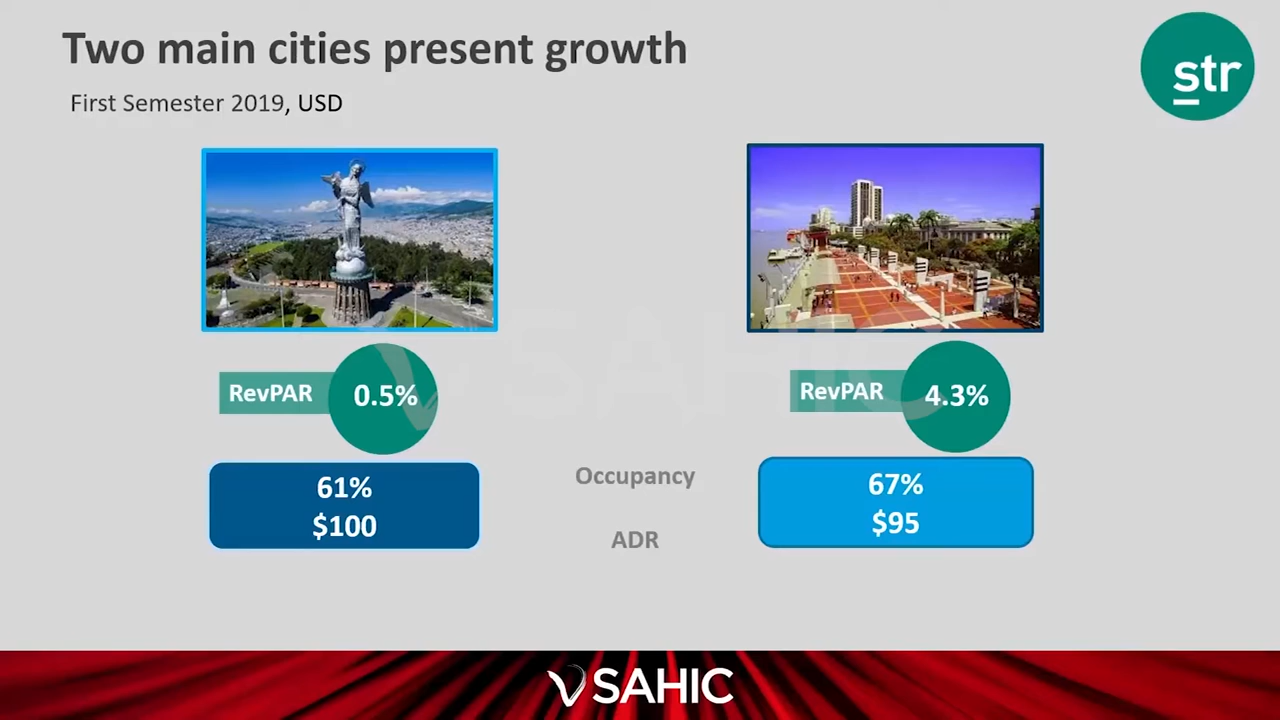 Two main cities present growth
First Semester 2019, USD
str
RevPAR 0.5%
RevPAR 4.3%
61%
$100
Occupancy
ADR
67%
$95
SAHIC
SAHIC